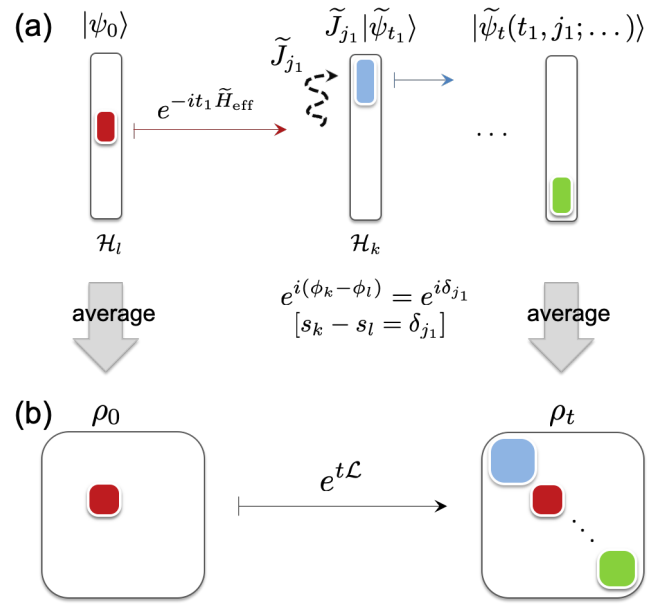 (a) |ψ₀⟩ J̃_{j₁}|ψ̃_{t₁}⟩ |ψ̃_t(t₁, j₁; …)⟩
J̃_{j₁}
e^{-it₁H̃_eff}
…
ℋ_l ℋ_k
e^{i(ϕ_k−ϕ_l)} = e^{iδ_{j₁}}
[s_k − s_l = δ_{j₁}]
average average
(b) ρ₀ ρ_t
e^{tℒ}
⋱